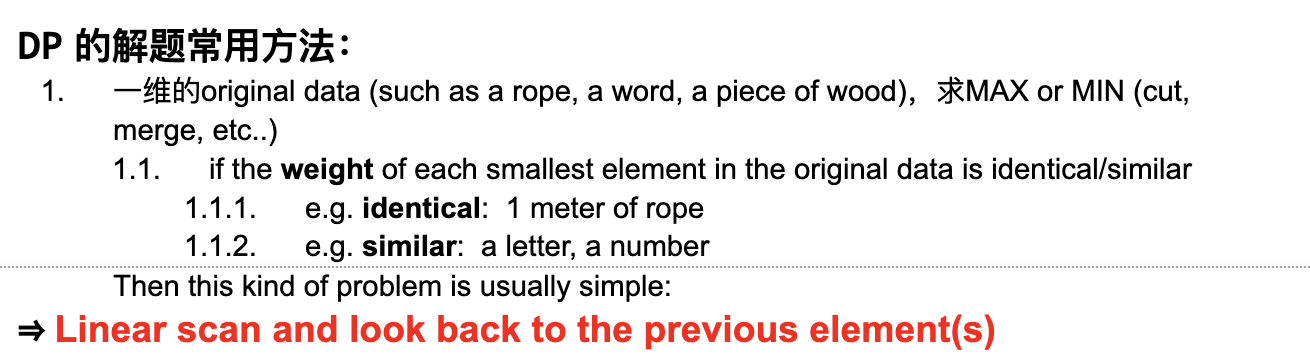 DP 的解题常用方法：
1. 一维的original data (such as a rope, a word, a piece of wood)，求MAX or MIN (cut,
merge, etc..)
1.1. if the weight of each smallest element in the original data is identical/similar
1.1.1. e.g. identical: 1 meter of rope
1.1.2. e.g. similar: a letter, a number
Then this kind of problem is usually simple:
⇒ Linear scan and look back to the previous element(s)